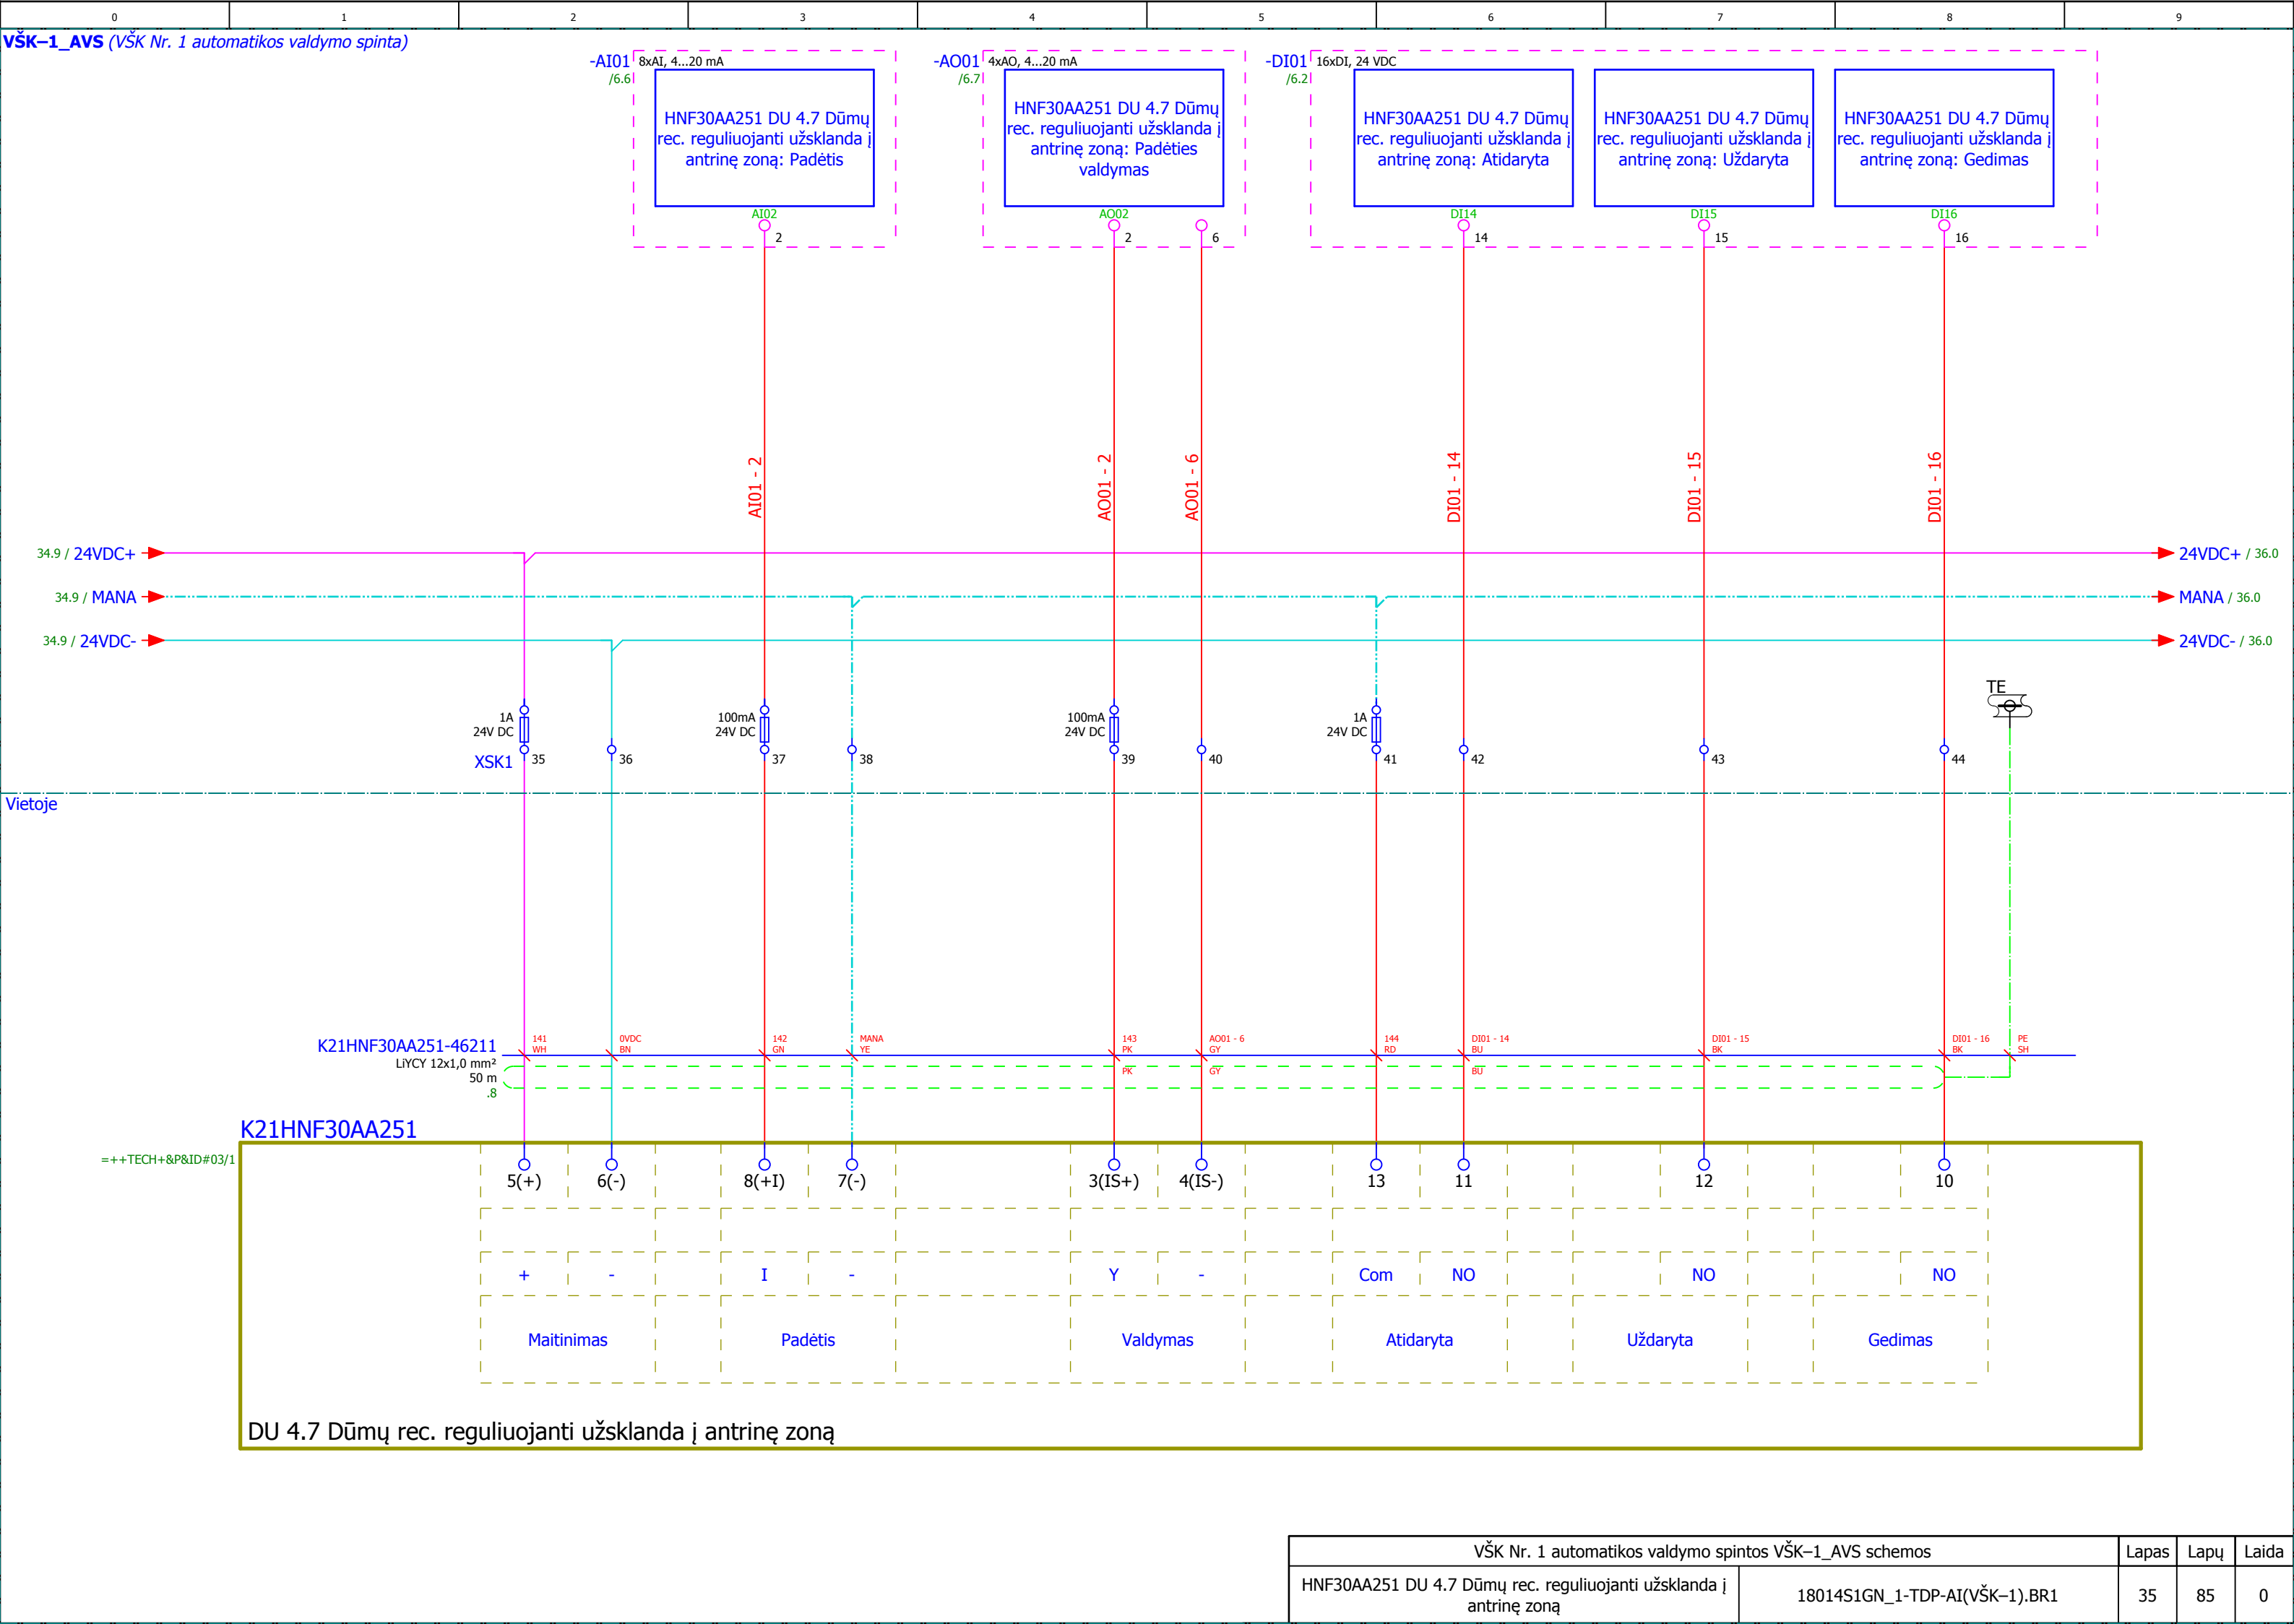 0 1 2 3 4 5 6 7 8 9
VŠK–1_AVS (VŠK Nr. 1 automatikos valdymo spinta)
-AI01 8xAI, 4...20 mA
/6.6
HNF30AA251 DU 4.7 Dūmų
rec. reguliuojanti užsklanda į
antrinę zoną: Padėtis
AI02
2
-AO01 4xAO, 4...20 mA
/6.7
HNF30AA251 DU 4.7 Dūmų
rec. reguliuojanti užsklanda į
antrinę zoną: Padėties
valdymas
AO02
2 6
-DI01 16xDI, 24 VDC
/6.2
HNF30AA251 DU 4.7 Dūmų
rec. reguliuojanti užsklanda į
antrinę zoną: Atidaryta
DI14
14
HNF30AA251 DU 4.7 Dūmų
rec. reguliuojanti užsklanda į
antrinę zoną: Uždaryta
DI15
15
HNF30AA251 DU 4.7 Dūmų
rec. reguliuojanti užsklanda į
antrinę zoną: Gedimas
DI16
16
AI01 - 2
AO01 - 2
AO01 - 6
DI01 - 14
DI01 - 15
DI01 - 16
34.9 / 24VDC+ 24VDC+ / 36.0
34.9 / MANA MANA / 36.0
34.9 / 24VDC- 24VDC- / 36.0
TE
1A 100mA 100mA 1A
24V DC 24V DC 24V DC 24V DC
XSK1 35 36 37 38 39 40 41 42 43 44
Vietoje
141 0VDC 142 MANA 143 AO01 - 6 144 DI01 - 14 DI01 - 15 DI01 - 16 PE
K21HNF30AA251-46211 WH BN GN YE PK GY RD BU BK BK SH
LiYCY 12x1,0 mm²
PK GY BU
50 m
.8
K21HNF30AA251
=++TECH+&P&ID#03/1
5(+) 6(-) 8(+I) 7(-) 3(IS+) 4(IS-) 13 11 12 10
+ - I - Y - Com NO NO NO
Maitinimas Padėtis Valdymas Atidaryta Uždaryta Gedimas
DU 4.7 Dūmų rec. reguliuojanti užsklanda į antrinę zoną
VŠK Nr. 1 automatikos valdymo spintos VŠK–1_AVS schemos Lapas Lapų Laida
HNF30AA251 DU 4.7 Dūmų rec. reguliuojanti užsklanda į
antrinę zoną
18014S1GN_1-TDP-AI(VŠK–1).BR1 35 85 0